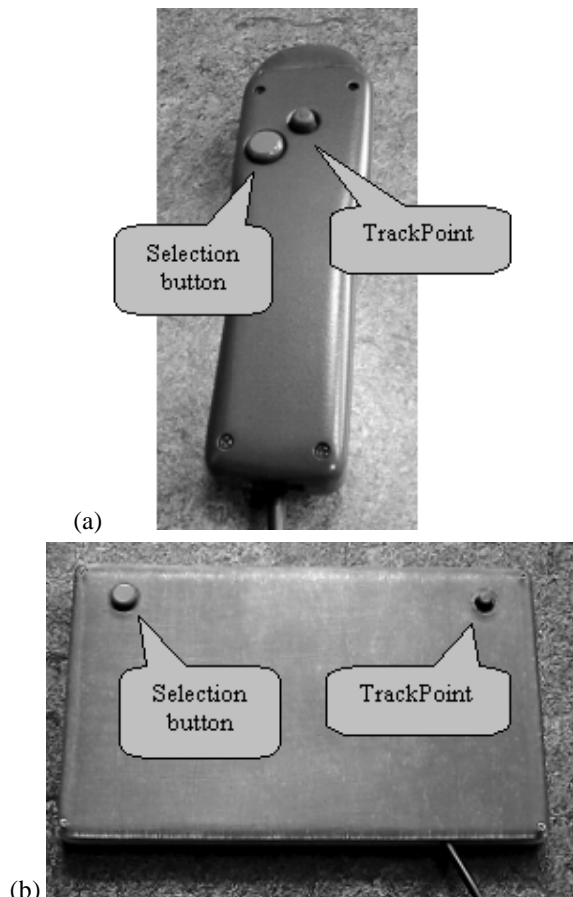 Selection
button
TrackPoint
(a)
Selection
button
TrackPoint
(b)